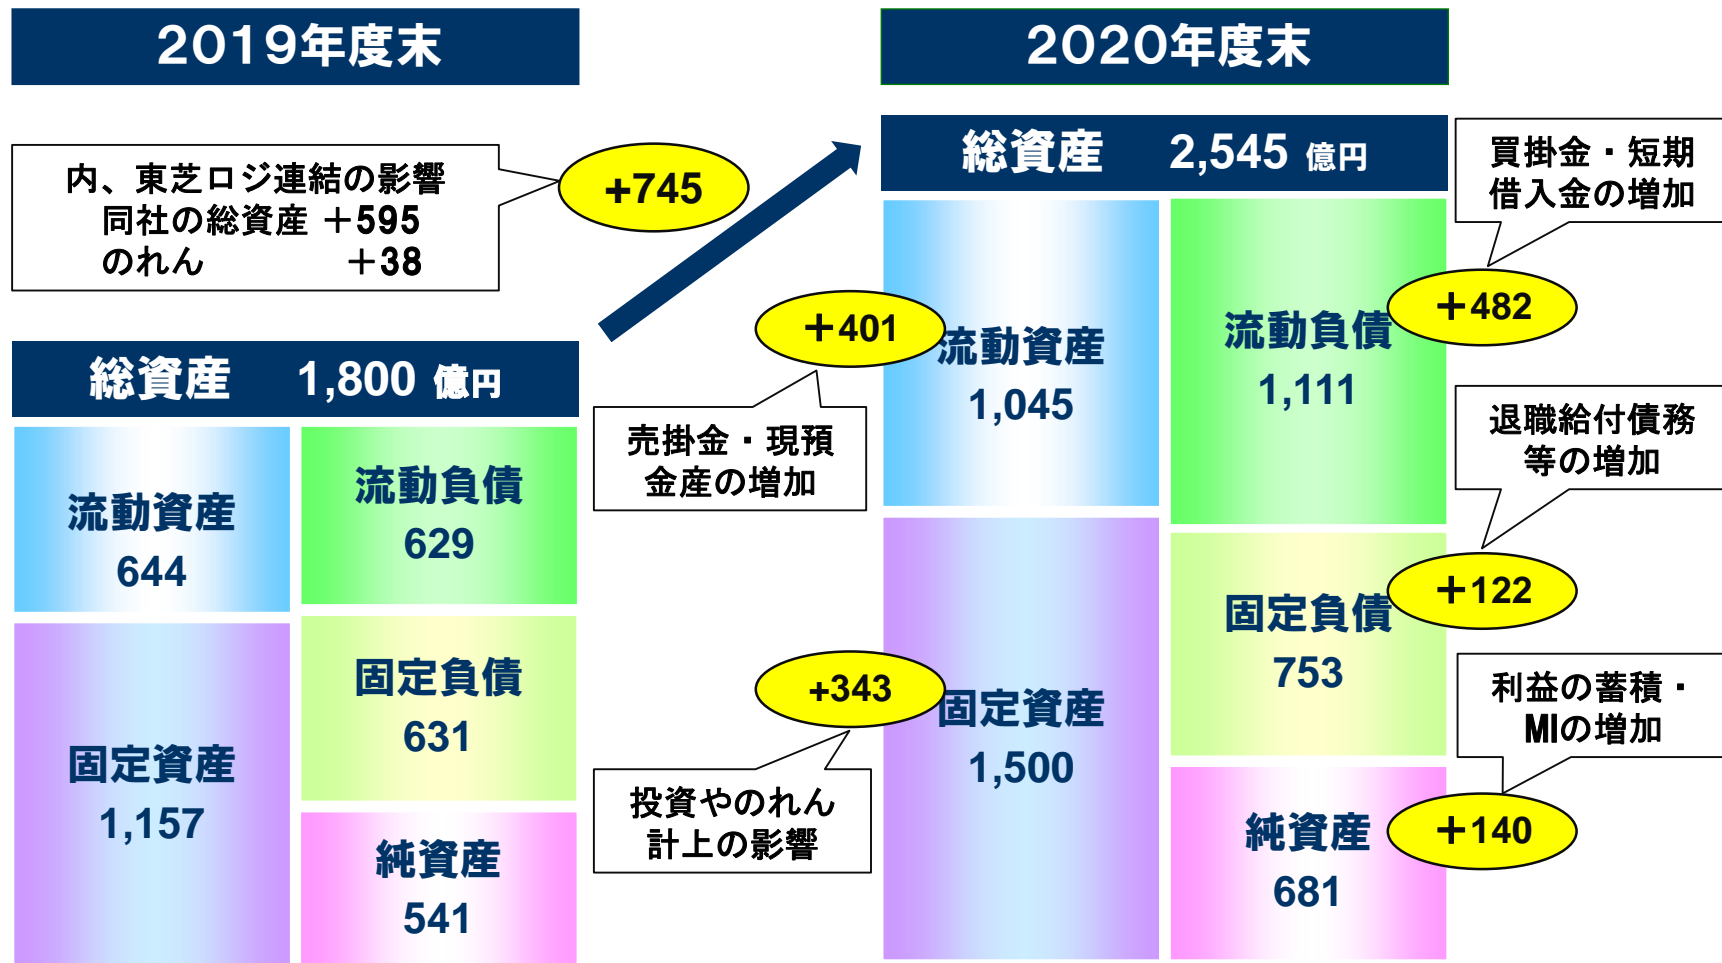 2019年度末
内、東芝ロジ連結の影響
同社の総資産 ＋595
のれん ＋38
+745
総資産 1,800 億円
流動資産
644
固定資産
1,157
流動負債
629
固定負債
631
純資産
541
2020年度末
総資産 2,545 億円
＋401
売掛金・現預
金産の増加
流動資産
1,045
+343
投資やのれん
計上の影響
固定資産
1,500
流動負債
1,111
＋482
買掛金・短期
借入金の増加
固定負債
753
＋122
退職給付債務
等の増加
純資産
681
＋140
利益の蓄積・
MIの増加